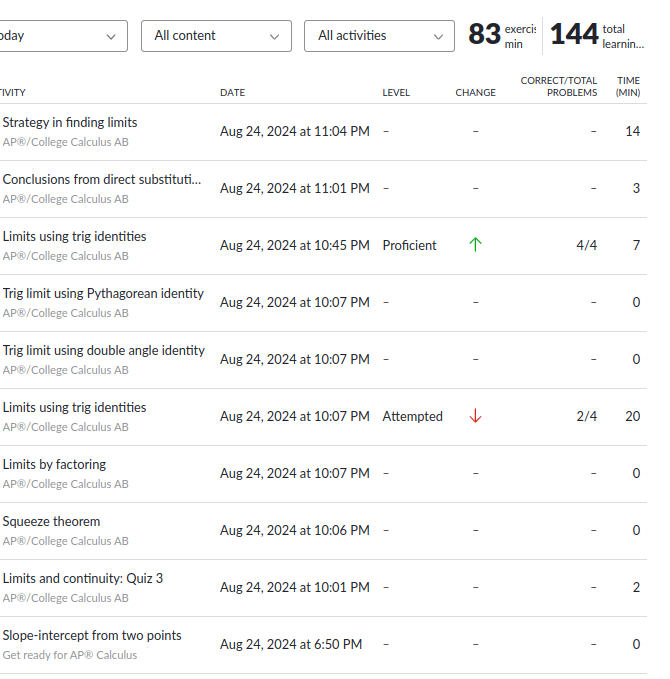 oday
All content
All activities
83 exercis
min
144 total
learnin...
IVITY
DATE
LEVEL
CHANGE
CORRECT/TOTAL
PROBLEMS
TIME
(MIN)
Strategy in finding limits
AP®/College Calculus AB
Aug 24, 2024 at 11:04 PM – – – 14
Conclusions from direct substituti...
AP®/College Calculus AB
Aug 24, 2024 at 11:01 PM – – – 3
Limits using trig identities
AP®/College Calculus AB
Aug 24, 2024 at 10:45 PM Proficient ↑ 4/4 7
Trig limit using Pythagorean identity
AP®/College Calculus AB
Aug 24, 2024 at 10:07 PM – – – 0
Trig limit using double angle identity
AP®/College Calculus AB
Aug 24, 2024 at 10:07 PM – – – 0
Limits using trig identities
AP®/College Calculus AB
Aug 24, 2024 at 10:07 PM Attempted ↓ 2/4 20
Limits by factoring
AP®/College Calculus AB
Aug 24, 2024 at 10:07 PM – – – 0
Squeeze theorem
AP®/College Calculus AB
Aug 24, 2024 at 10:06 PM – – – 0
Limits and continuity: Quiz 3
AP®/College Calculus AB
Aug 24, 2024 at 10:01 PM – – – 2
Slope-intercept from two points
Get ready for AP® Calculus
Aug 24, 2024 at 6:50 PM – – – 0